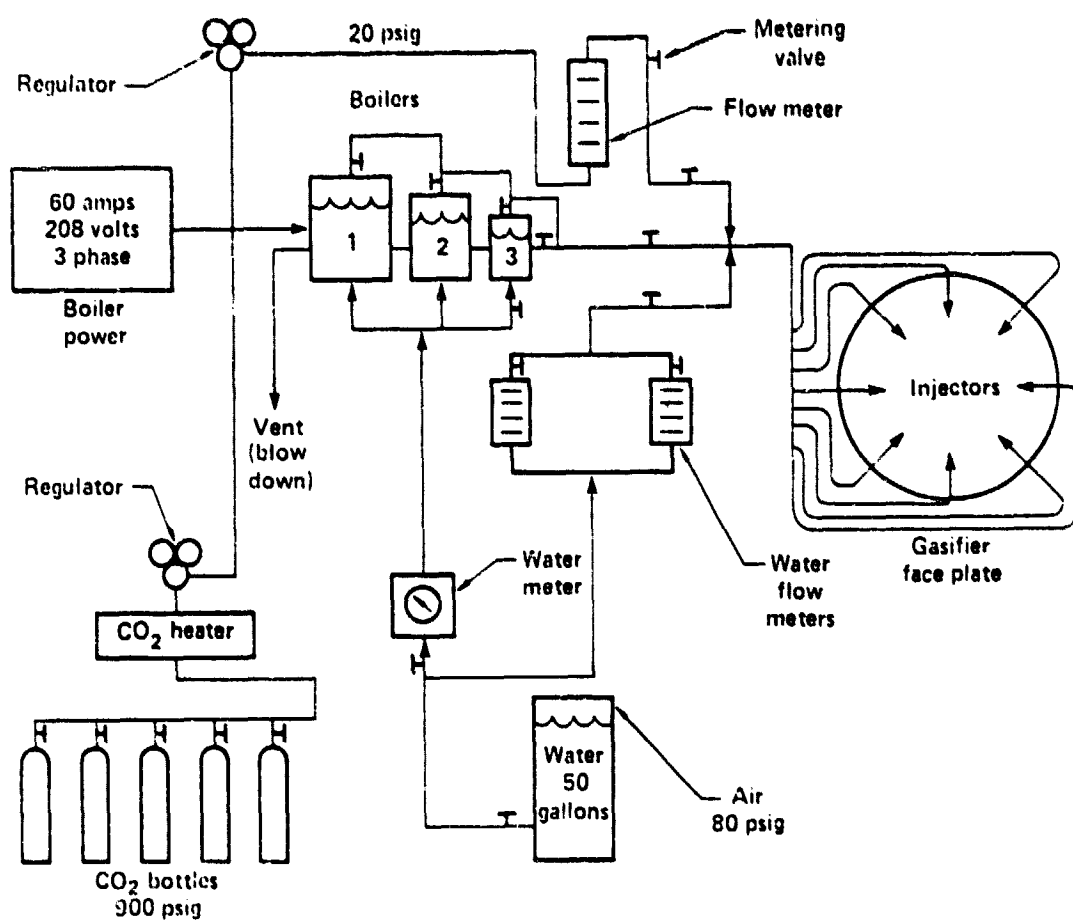 20 psig
Metering
valve
Regulator
Boilers
Flow meter
60 amps
208 volts
3 phase
1
2
3
Boiler
power
Injectors
Vent
(blow
down)
Regulator
Water
meter
Water
flow
meters
Gasifier
face plate
CO2 heater
Water
50
gallons
Air
80 psig
CO2 bottles
900 psig